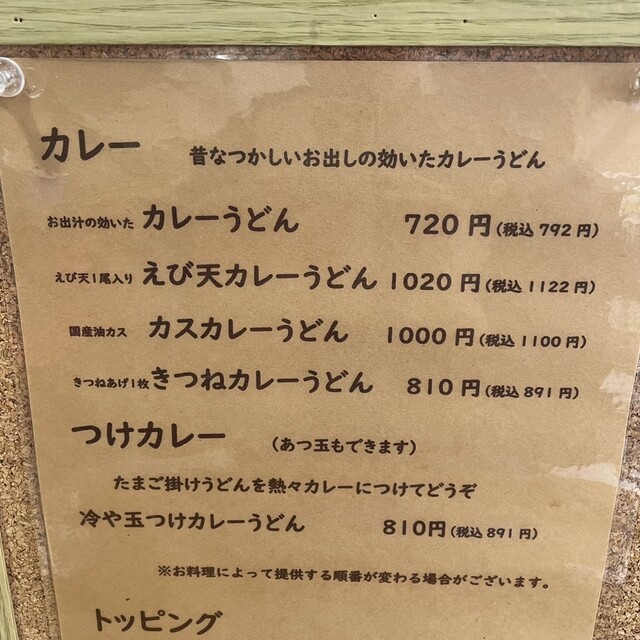 カレー 昔なつかしいお出しの効いたカレーうどん
お出汁の効いた カレーうどん 720円(税込792円)
えび天1尾入り えび天カレーうどん 1020円(税込1122円)
国産油カス カスカレーうどん 1000円(税込1100円)
きつねあげ1枚 きつねカレーうどん 810円(税込891円)
つけカレー (あつ玉もできます)
たまご掛けうどんを熱々カレーにつけてどうぞ
冷や玉つけカレーうどん 810円(税込891円)
※お料理によって提供する順番が変わる場合がございます。
トッピング